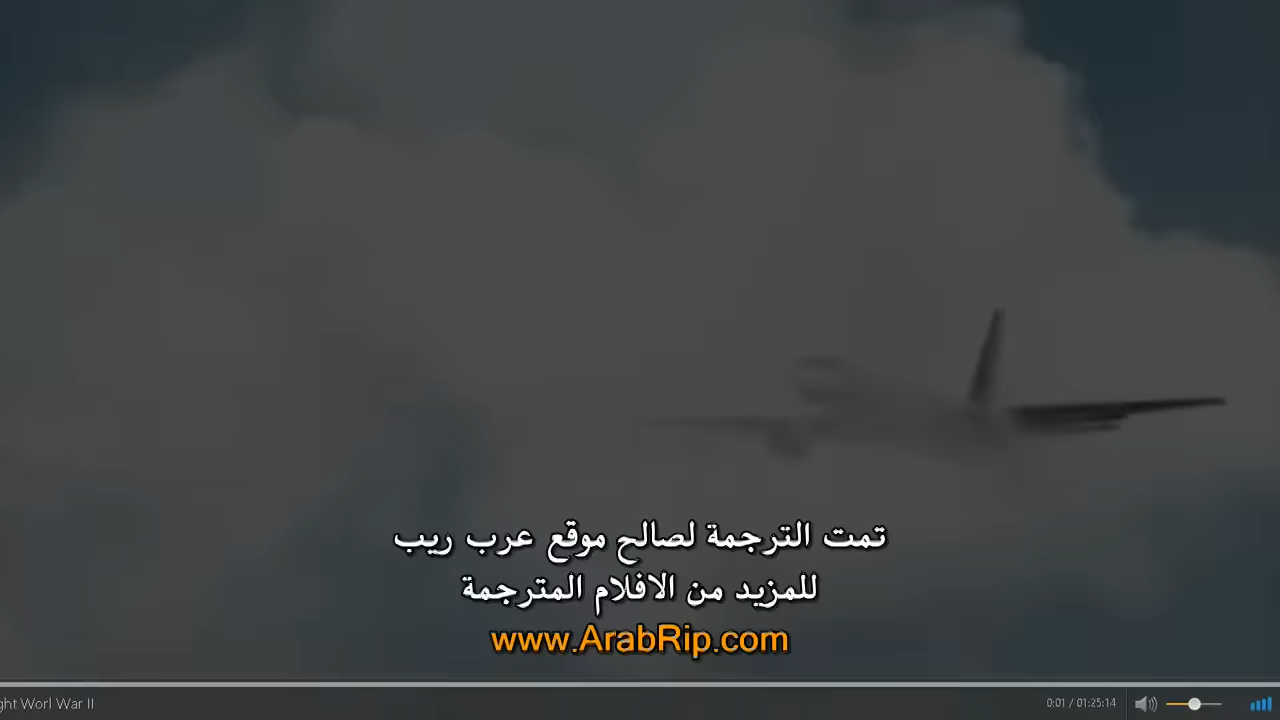 تمت الترجمة لصالح موقع عرب ريب
للمزيد من الافلام المترجمة
www.ArabRip.com
ght Worl War II
0:01 / 01:25:14